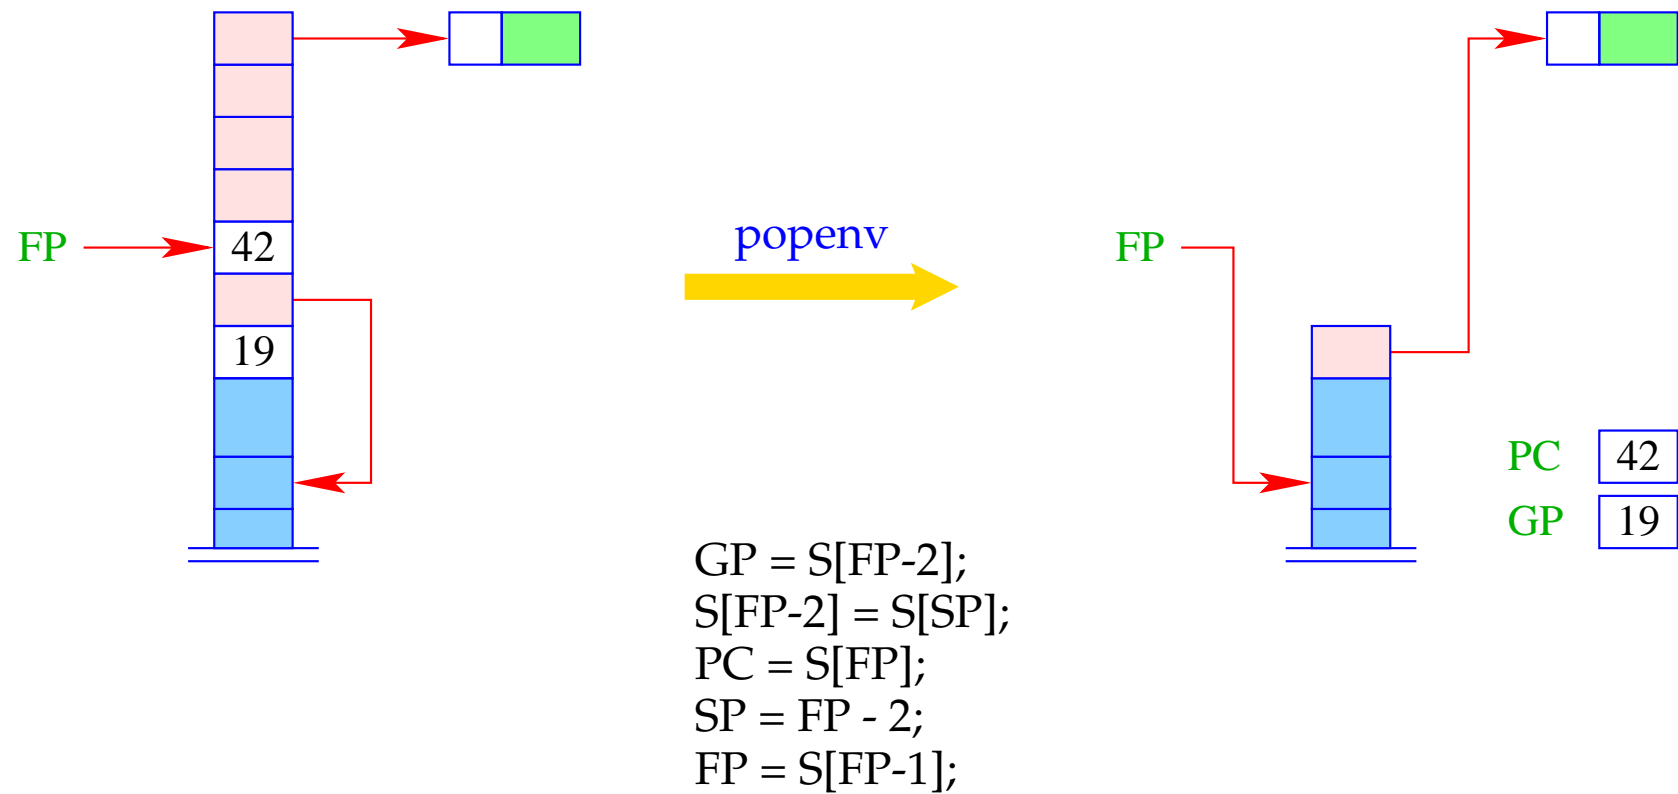 FP
42
19
popenv
FP
PC 42
GP 19
GP = S[FP-2];
S[FP-2] = S[SP];
PC = S[FP];
SP = FP - 2;
FP = S[FP-1];